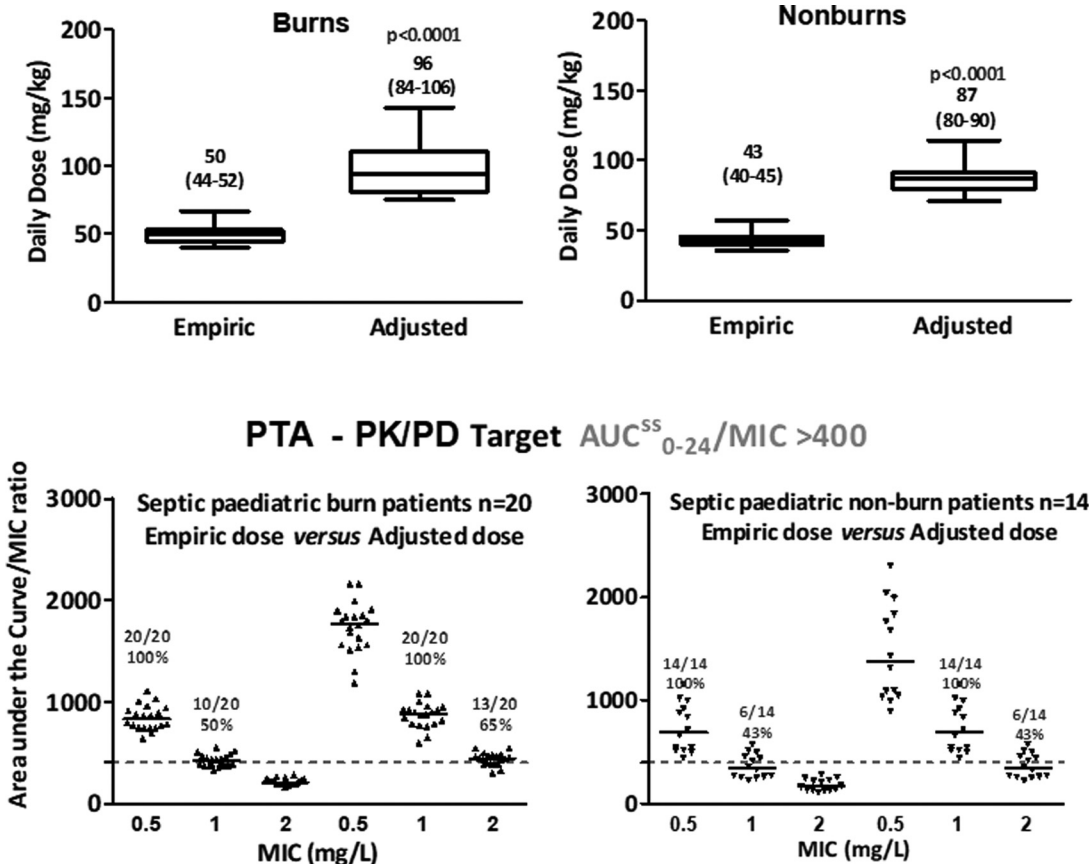 Burns
Daily Dose (mg/kg)
200
150
100
50
0
50
(44-52)
p<0.0001
96
(84-106)
Empiric
Adjusted
Nonburns
Daily Dose (mg/kg)
200
150
100
50
0
43
(40-45)
p<0.0001
87
(80-90)
Empiric
Adjusted
PTA - PK/PD Target AUCss0-24/MIC >400
Area under the Curve/MIC ratio
Septic paediatric burn patients n=20
Empiric dose versus Adjusted dose
3000
2000
1000
0
20/20
100%
10/20
50%
20/20
100%
13/20
65%
0.5 1 2 0.5 1 2
MIC (mg/L)
Septic paediatric non-burn patients n=14
Empiric dose versus Adjusted dose
3000
2000
1000
0
14/14
100%
6/14
43%
14/14
100%
6/14
43%
0.5 1 2 0.5 1 2
MIC (mg/L)